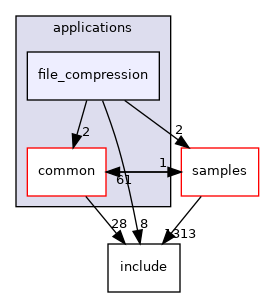 applications
file_compression
2
2
common
1
samples
61
28
8
1313
include